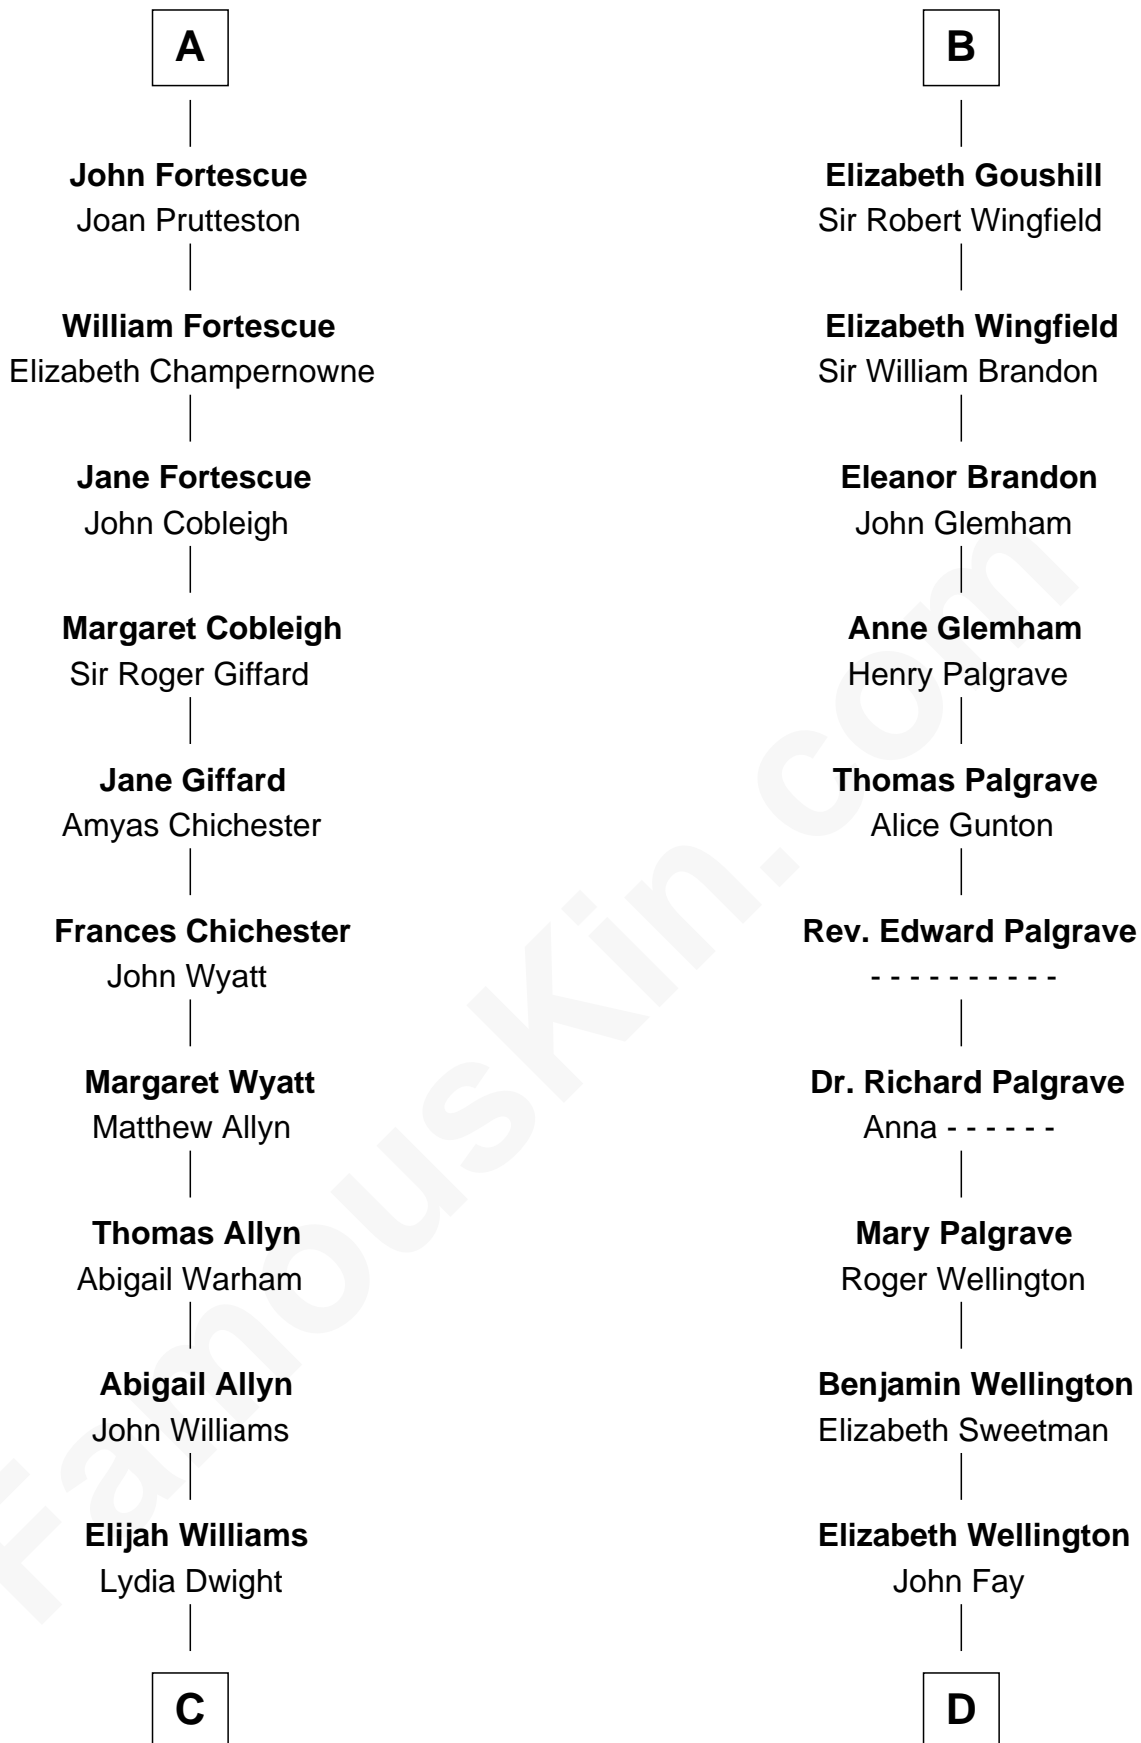 A
John Fortescue
Joan Prutteston
William Fortescue
Elizabeth Champernowne
Jane Fortescue
John Cobleigh
Margaret Cobleigh
Sir Roger Giffard
Jane Giffard
Amyas Chichester
Frances Chichester
John Wyatt
Margaret Wyatt
Matthew Allyn
Thomas Allyn
Abigail Warham
Abigail Allyn
John Williams
Elijah Williams
Lydia Dwight
C
B
Elizabeth Goushill
Sir Robert Wingfield
Elizabeth Wingfield
Sir William Brandon
Eleanor Brandon
John Glemham
Anne Glemham
Henry Palgrave
Thomas Palgrave
Alice Gunton
Rev. Edward Palgrave
- - - - - - - - - -
Dr. Richard Palgrave
Anna - - - - - -
Mary Palgrave
Roger Wellington
Benjamin Wellington
Elizabeth Sweetman
Elizabeth Wellington
John Fay
D
FamousKin.com